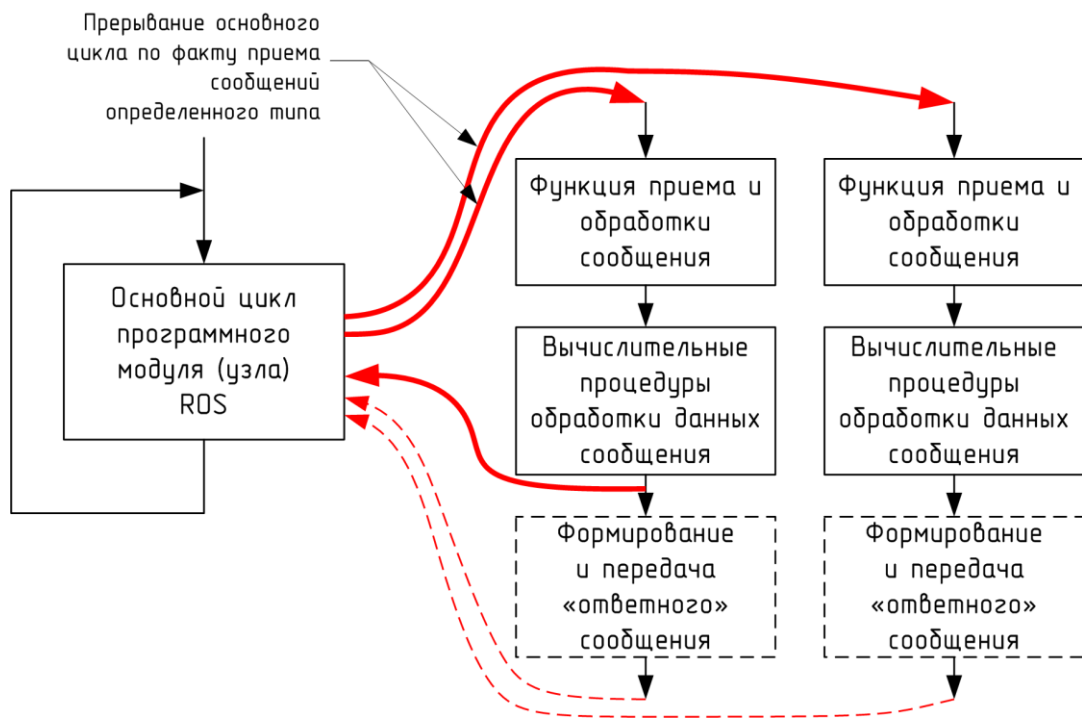 Прерывание основного
цикла по факту приема
сообщений
определенного типа
Основной цикл
программного
модуля (узла)
ROS
Функция приема и
обработки
сообщения
Вычислительные
процедуры
обработки данных
сообщения
Формирование
и передача
«ответного»
сообщения
Функция приема и
обработки
сообщения
Вычислительные
процедуры
обработки данных
сообщения
Формирование
и передача
«ответного»
сообщения